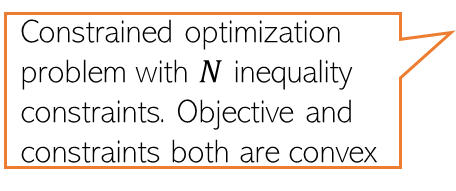 Constrained optimization
problem with N inequality
constraints. Objective and
constraints both are convex